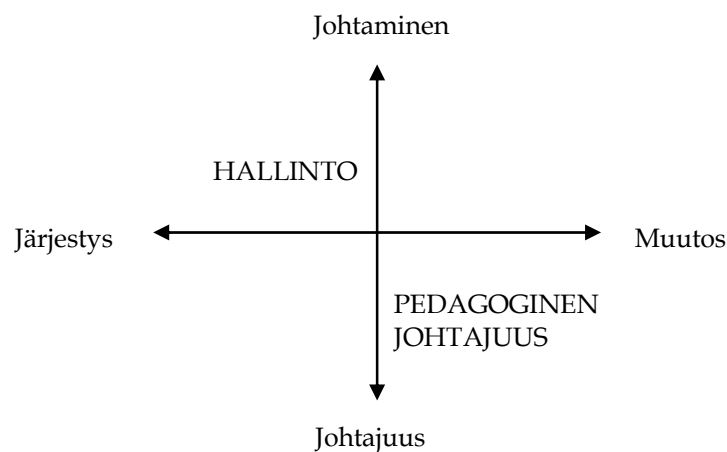 Johtaminen
HALLINTO
Järjestys
Muutos
PEDAGOGINEN
JOHTAJUUS
Johtajuus